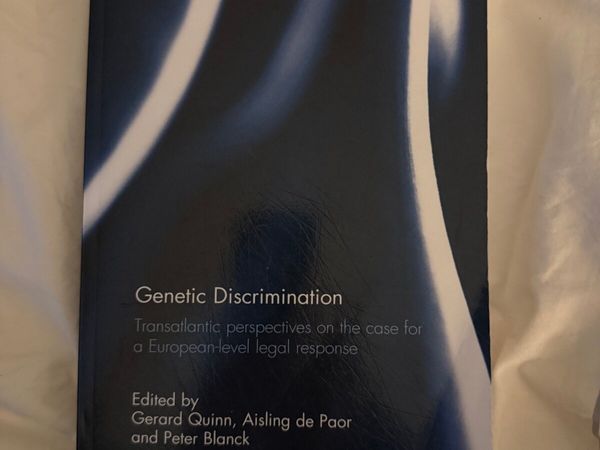 Genetic Discrimination
Transatlantic perspectives on the case for
a European-level legal response
Edited by
Gerard Quinn, Aisling de Paor
and Peter Blanck